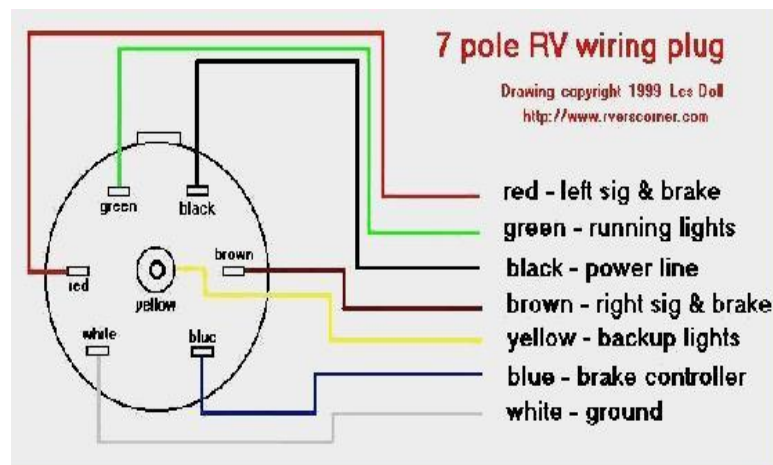 7 pole RV wiring plug
Drawing copyright 1999 Les Doll
http://www.rverscorner.com
green
black
red
brown
yellow
white
blue
red - left sig & brake
green - running lights
black - power line
brown - right sig & brake
yellow - backup lights
blue - brake controller
white - ground